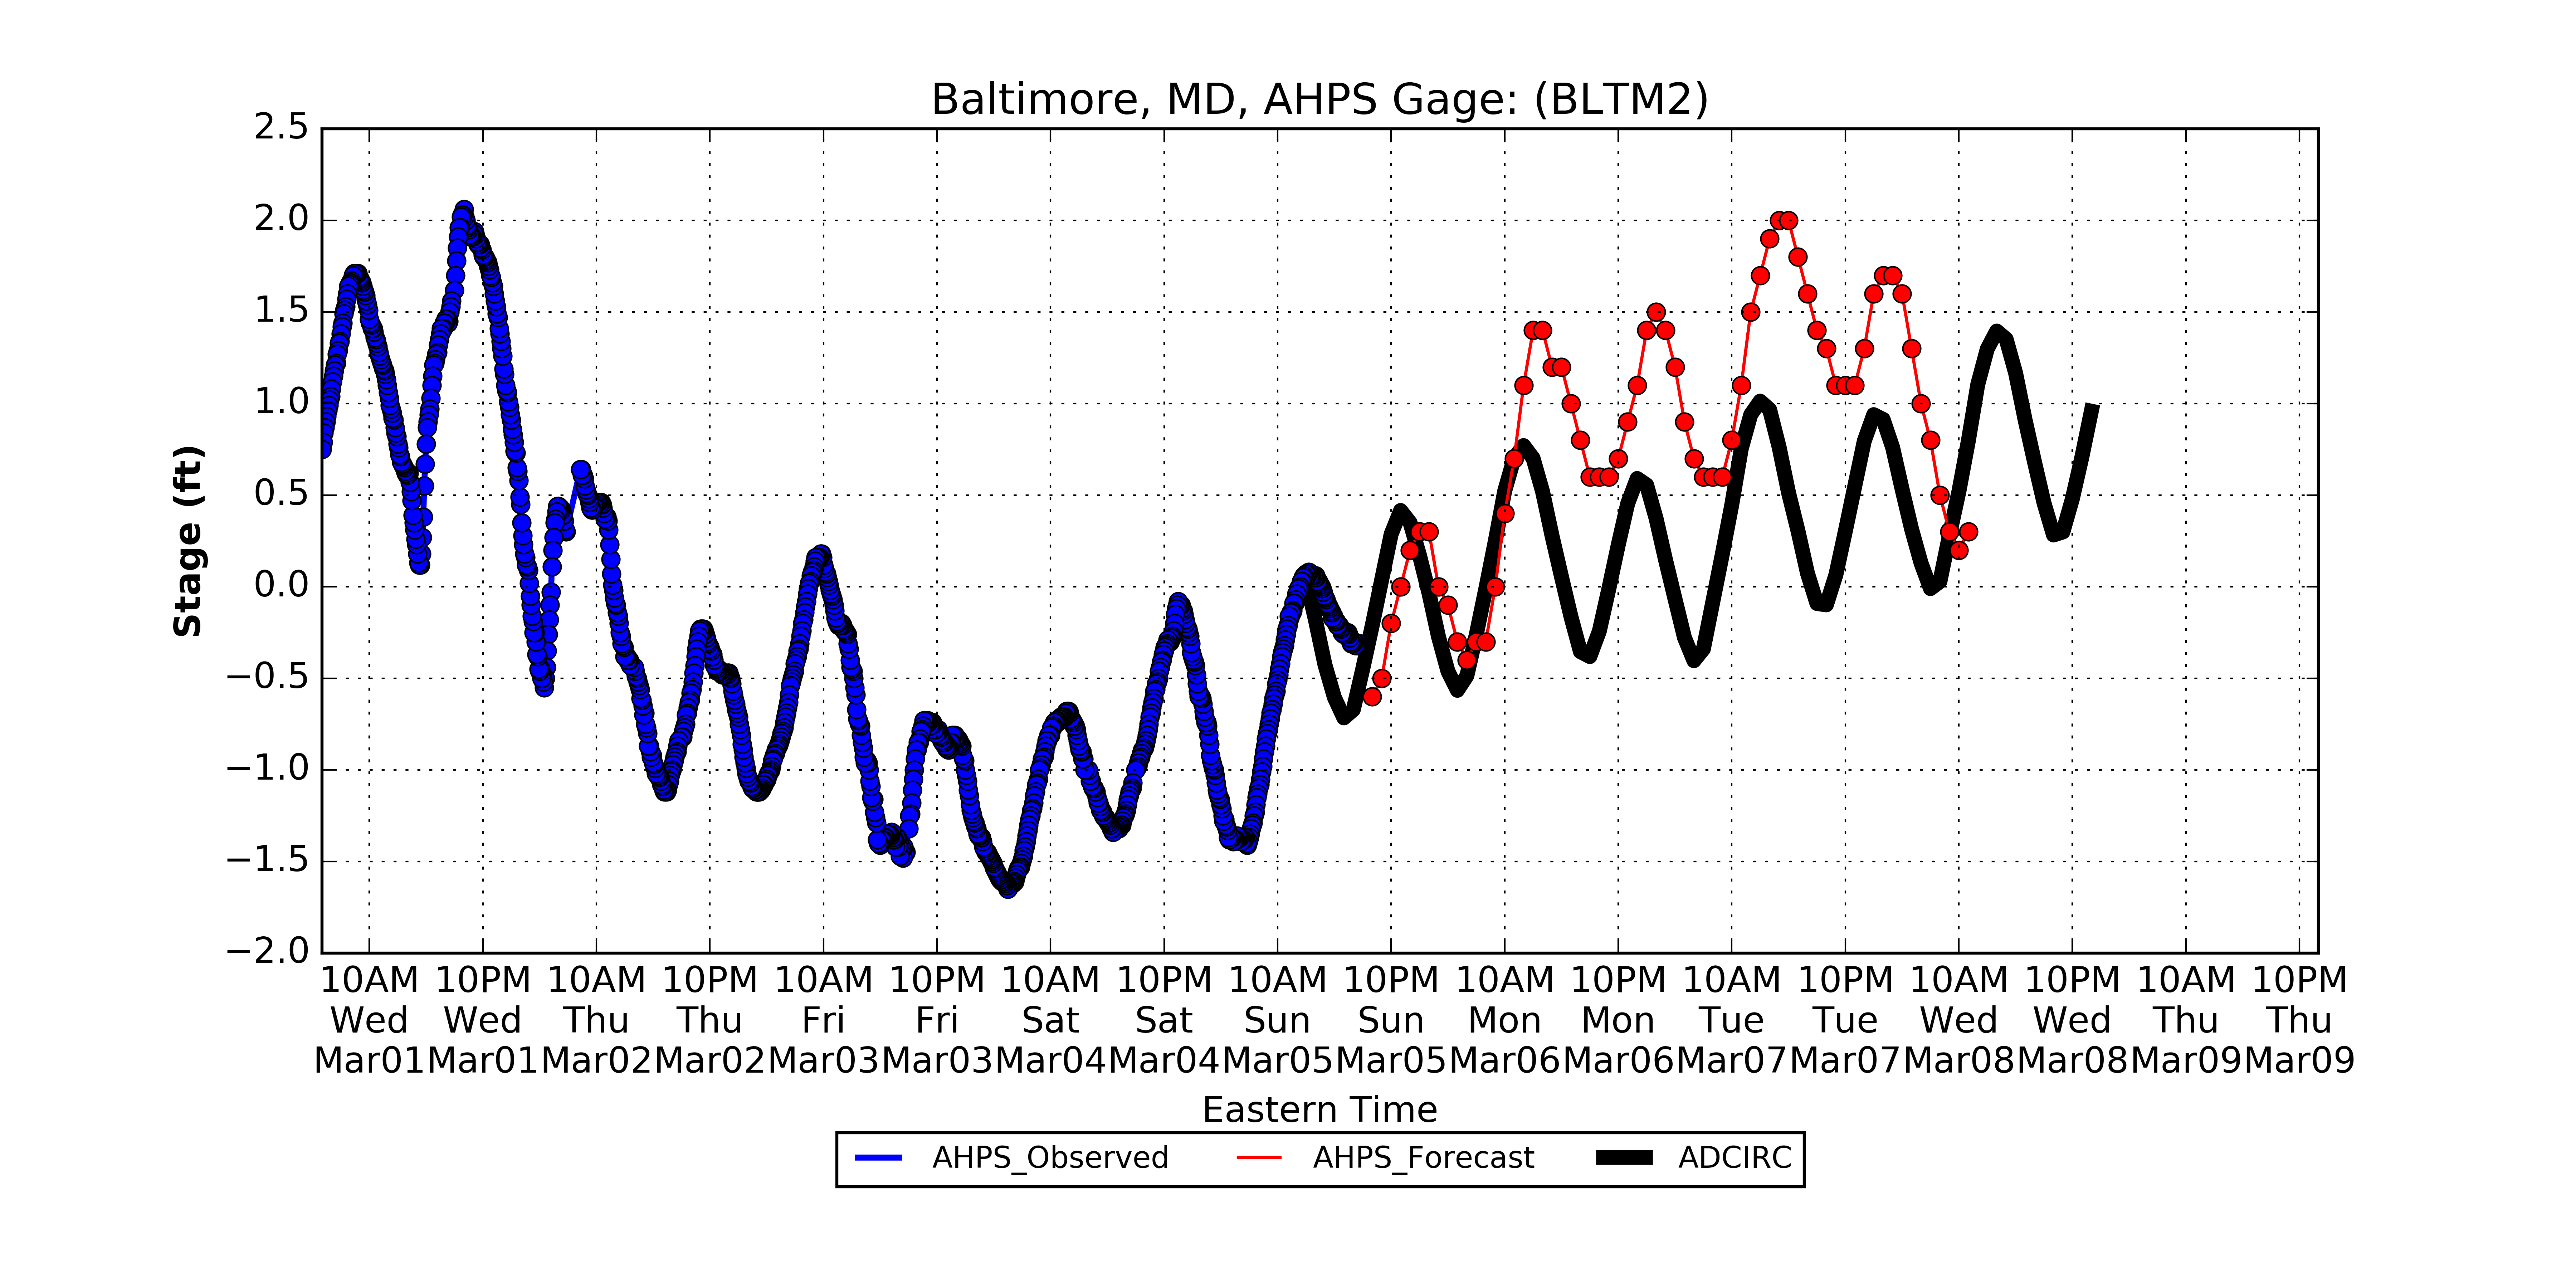 Baltimore, MD, AHPS Gage: (BLTM2)
2.5
2.0
1.5
1.0
0.5
0.0
−0.5
−1.0
−1.5
−2.0
Stage (ft)
10AM 10PM 10AM 10PM 10AM 10PM 10AM 10PM 10AM 10PM 10AM 10PM 10AM 10PM 10AM 10PM 10AM 10PM
Wed Wed Thu Thu Fri Fri Sat Sat Sun Sun Mon Mon Tue Tue Wed Wed Thu Thu
Mar01 Mar01 Mar02 Mar02 Mar03 Mar03 Mar04 Mar04 Mar05 Mar05 Mar06 Mar06 Mar07 Mar07 Mar08 Mar08 Mar09 Mar09
Eastern Time
AHPS_Observed AHPS_Forecast ADCIRC